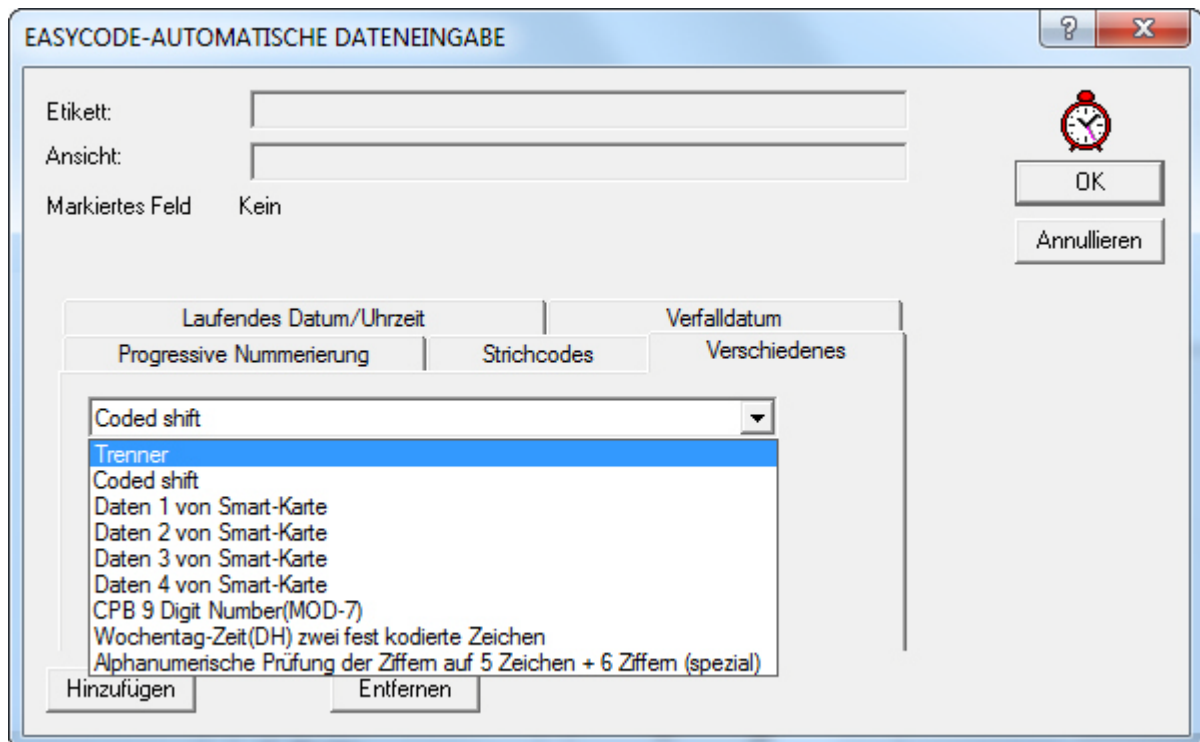 EASYCODE-AUTOMATISCHE DATENEINGABE
Etikett:
Ansicht:
Markiertes Feld Kein
OK
Annullieren
Laufendes Datum/Uhrzeit Verfalldatum
Progressive Nummerierung Strichcodes Verschiedenes
Coded shift
Trenner
Coded shift
Daten 1 von Smart-Karte
Daten 2 von Smart-Karte
Daten 3 von Smart-Karte
Daten 4 von Smart-Karte
CPB 9 Digit Number(MOD-7)
Wochentag-Zeit(DH) zwei fest kodierte Zeichen
Alphanumerische Prüfung der Ziffern auf 5 Zeichen + 6 Ziffern (spezial)
Hinzufügen Entfernen